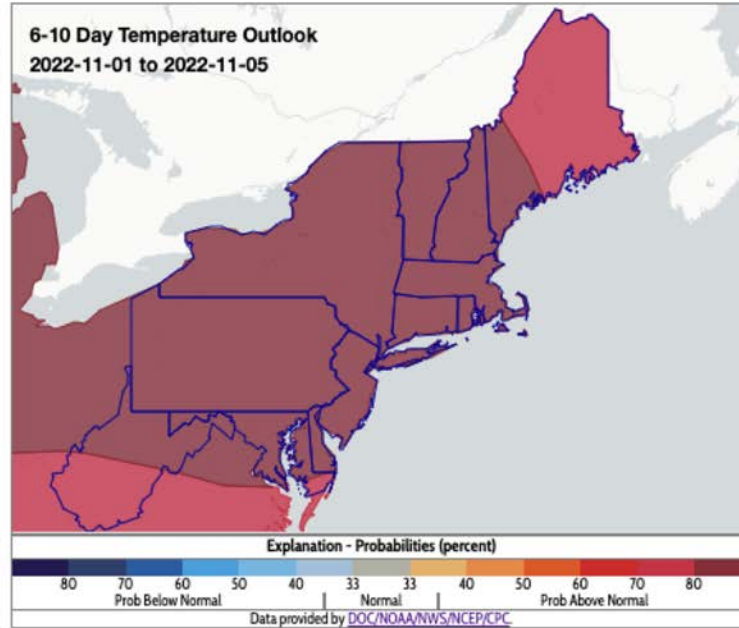 6-10 Day Temperature Outlook
2022-11-01 to 2022-11-05
Explanation - Probabilities (percent)
80 70 60 50 40 33 33 40 50 60 70 80
Prob Below Normal Normal Prob Above Normal
Data provided by DOC/NOAA/NWS/NCEP/CPC.